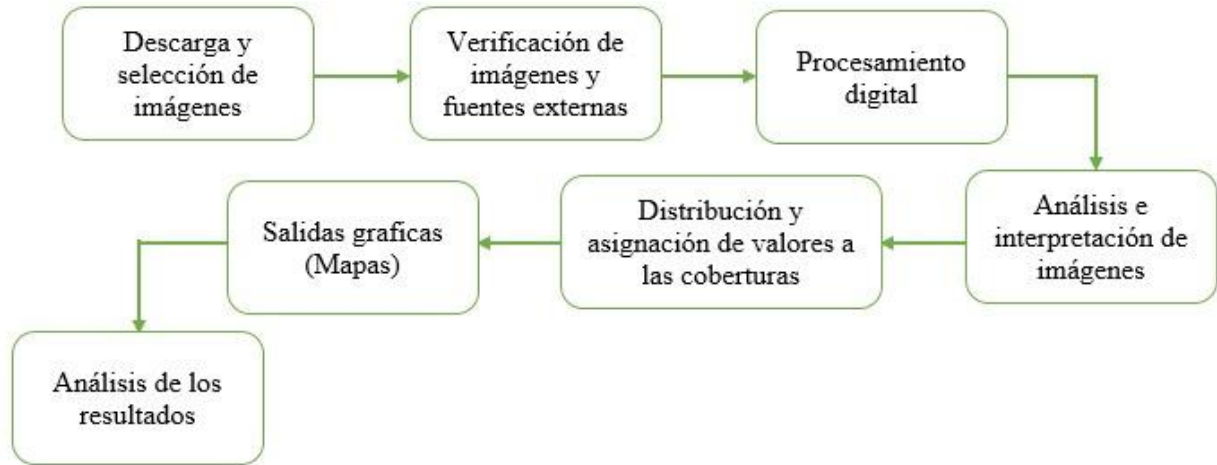 Descarga y
selección de
imágenes
Verificación de
imágenes y
fuentes externas
Procesamiento
digital
Análisis e
interpretación de
imágenes
Distribución y
asignación de valores a
las coberturas
Salidas graficas
(Mapas)
Análisis de los
resultados